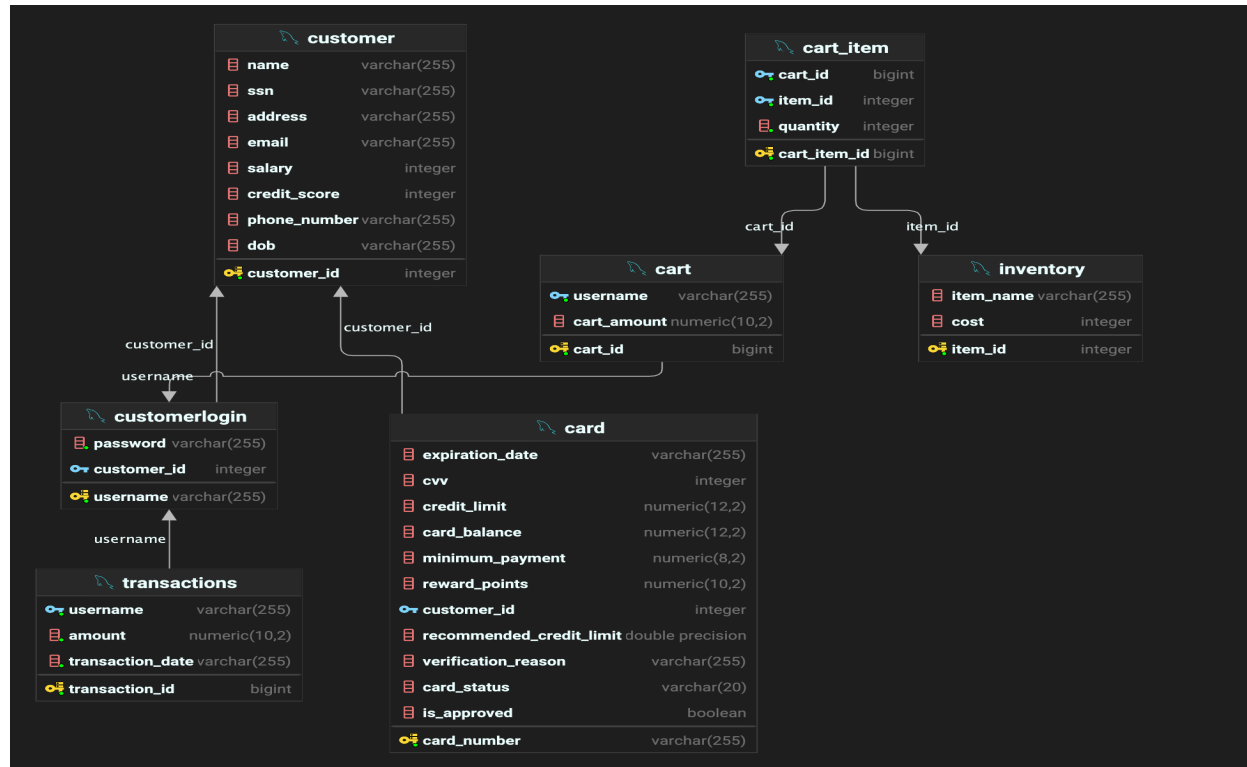 customer
name varchar(255)
ssn varchar(255)
address varchar(255)
email varchar(255)
salary integer
credit_score integer
phone_number varchar(255)
dob varchar(255)
customer_id integer
cart_item
cart_id bigint
item_id integer
quantity integer
cart_item_id bigint
cart_id
item_id
cart
username varchar(255)
cart_amount numeric(10,2)
cart_id bigint
inventory
item_name varchar(255)
cost integer
item_id integer
customer_id
customer_id
username
customerlogin
password varchar(255)
customer_id integer
username varchar(255)
username
transactions
username varchar(255)
amount numeric(10,2)
transaction_date varchar(255)
transaction_id bigint
card
expiration_date varchar(255)
cvv integer
credit_limit numeric(12,2)
card_balance numeric(12,2)
minimum_payment numeric(8,2)
reward_points numeric(10,2)
customer_id integer
recommended_credit_limit double precision
verification_reason varchar(255)
card_status varchar(20)
is_approved boolean
card_number varchar(255)